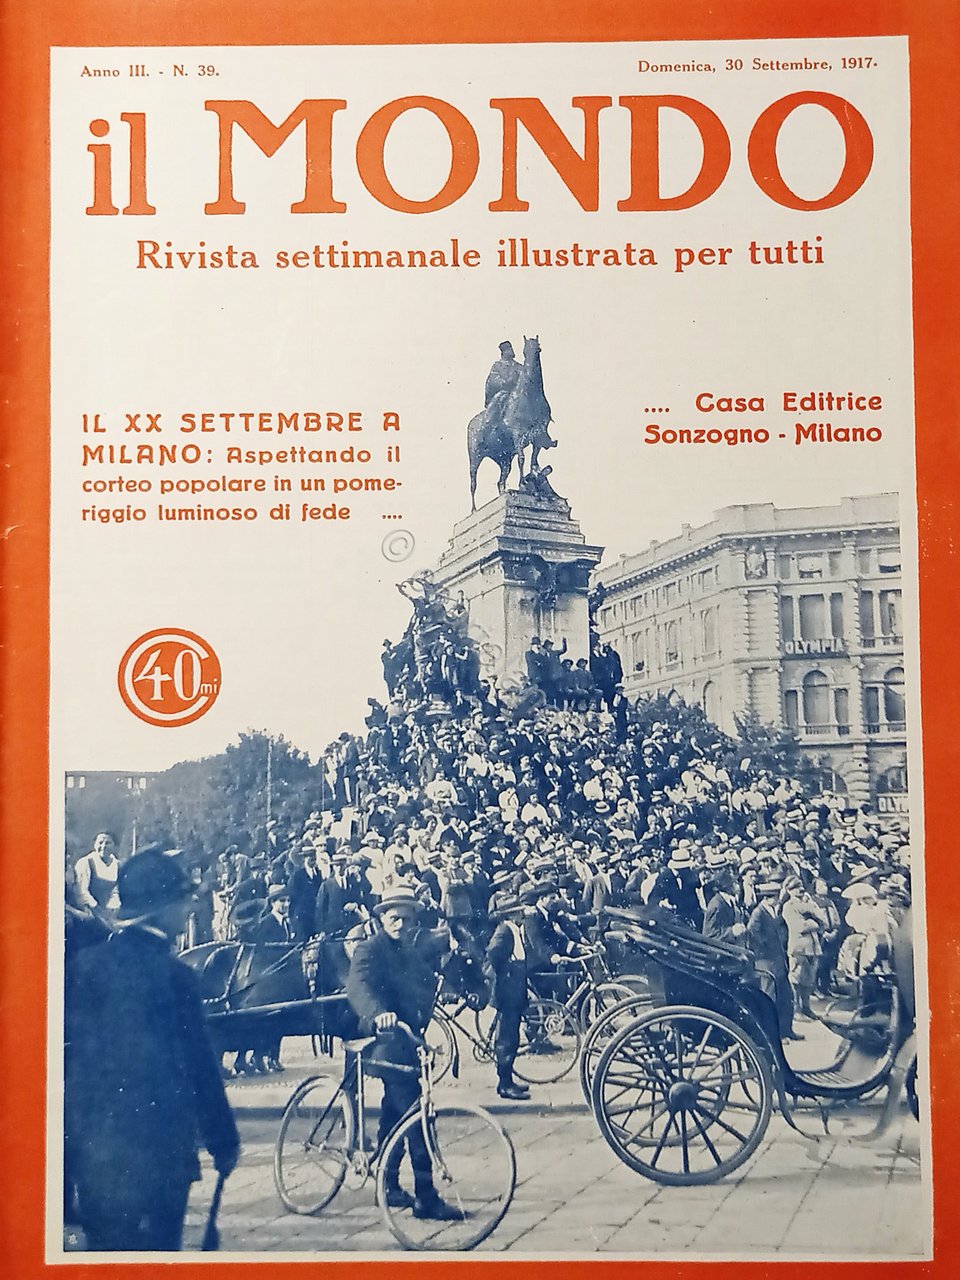 Anno III. - N. 39.
Domenica, 30 Settembre, 1917.
il MONDO
Rivista settimanale illustrata per tutti
IL XX SETTEMBRE A
MILANO: Aspettando il
corteo popolare in un pome-
riggio luminoso di fede ....
.... Casa Editrice
Sonzogno - Milano
40
Cmi
OLYMPIA
©